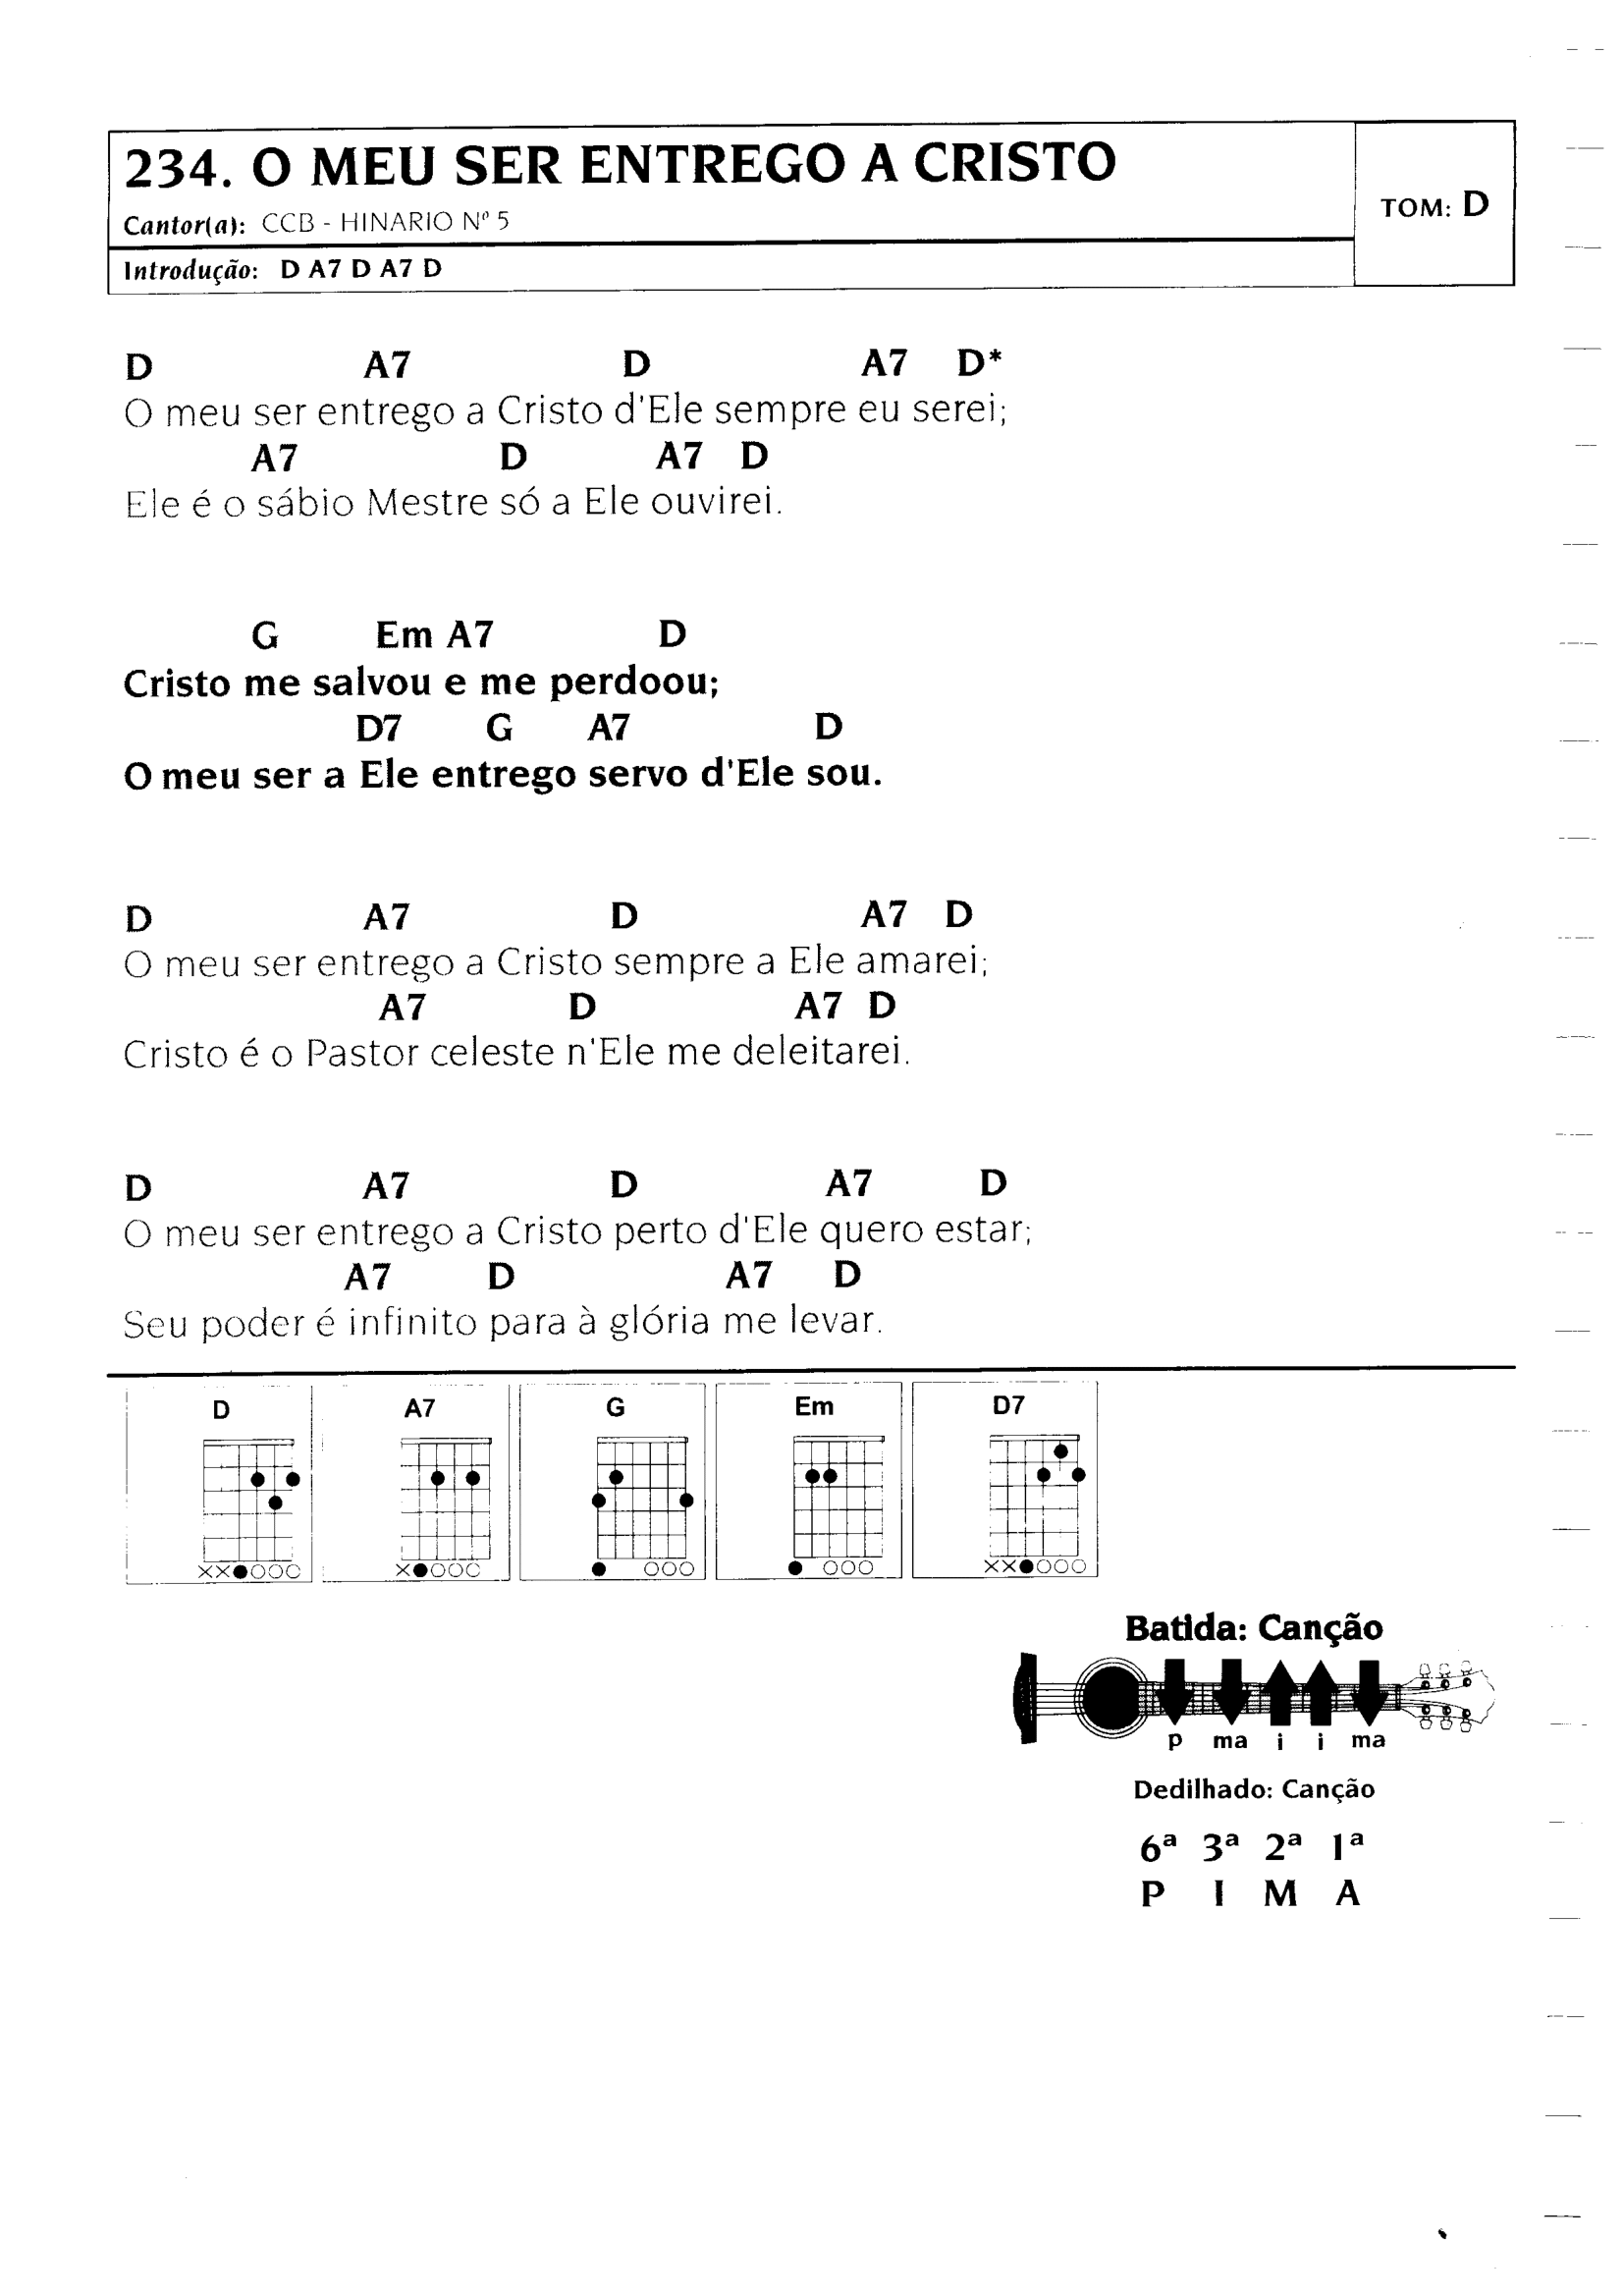 234. O MEU SER ENTREGO A CRISTO
Cantor(a): CCB - HINARIO Nº 5
TOM: D
Introdução: D A7 D A7 D
D A7 D A7 D*
O meu ser entrego a Cristo d'Ele sempre eu serei;
A7 D A7 D
Ele é o sábio Mestre só a Ele ouvirei.
G Em A7 D
Cristo me salvou e me perdoou;
D7 G A7 D
O meu ser a Ele entrego servo d'Ele sou.
D A7 D A7 D
O meu ser entrego a Cristo sempre a Ele amarei;
A7 D A7 D
Cristo é o Pastor celeste n'Ele me deleitarei.
D A7 D A7 D
O meu ser entrego a Cristo perto d'Ele quero estar;
A7 D A7 D
Seu poder é infinito para à glória me levar.
D A7 G Em D7
Batida: Canção
p ma i i ma
Dedilhado: Canção
6ª 3ª 2ª 1ª
P I M A